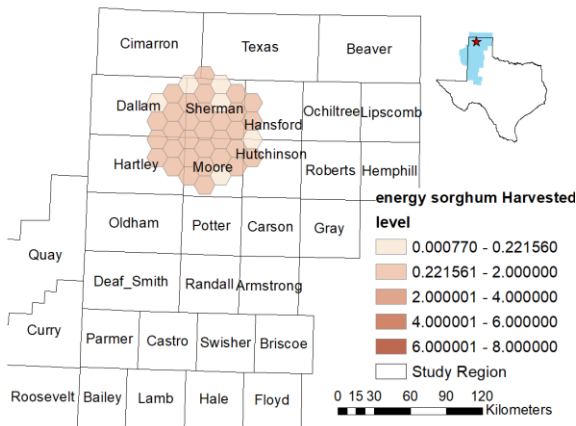 Cimarron Texas Beaver
Dallam Sherman Hansford Ochiltree Lipscomb
Hartley Moore Hutchinson Roberts Hemphill
Oldham Potter Carson Gray
Quay
Deaf_Smith Randall Armstrong
Curry Parmer Castro Swisher Briscoe
Roosevelt Bailey Lamb Hale Floyd
energy sorghum Harvested
level
0.000770 - 0.221560
0.221561 - 2.000000
2.000001 - 4.000000
4.000001 - 6.000000
6.000001 - 8.000000
Study Region
0 15 30 60 90 120
Kilometers